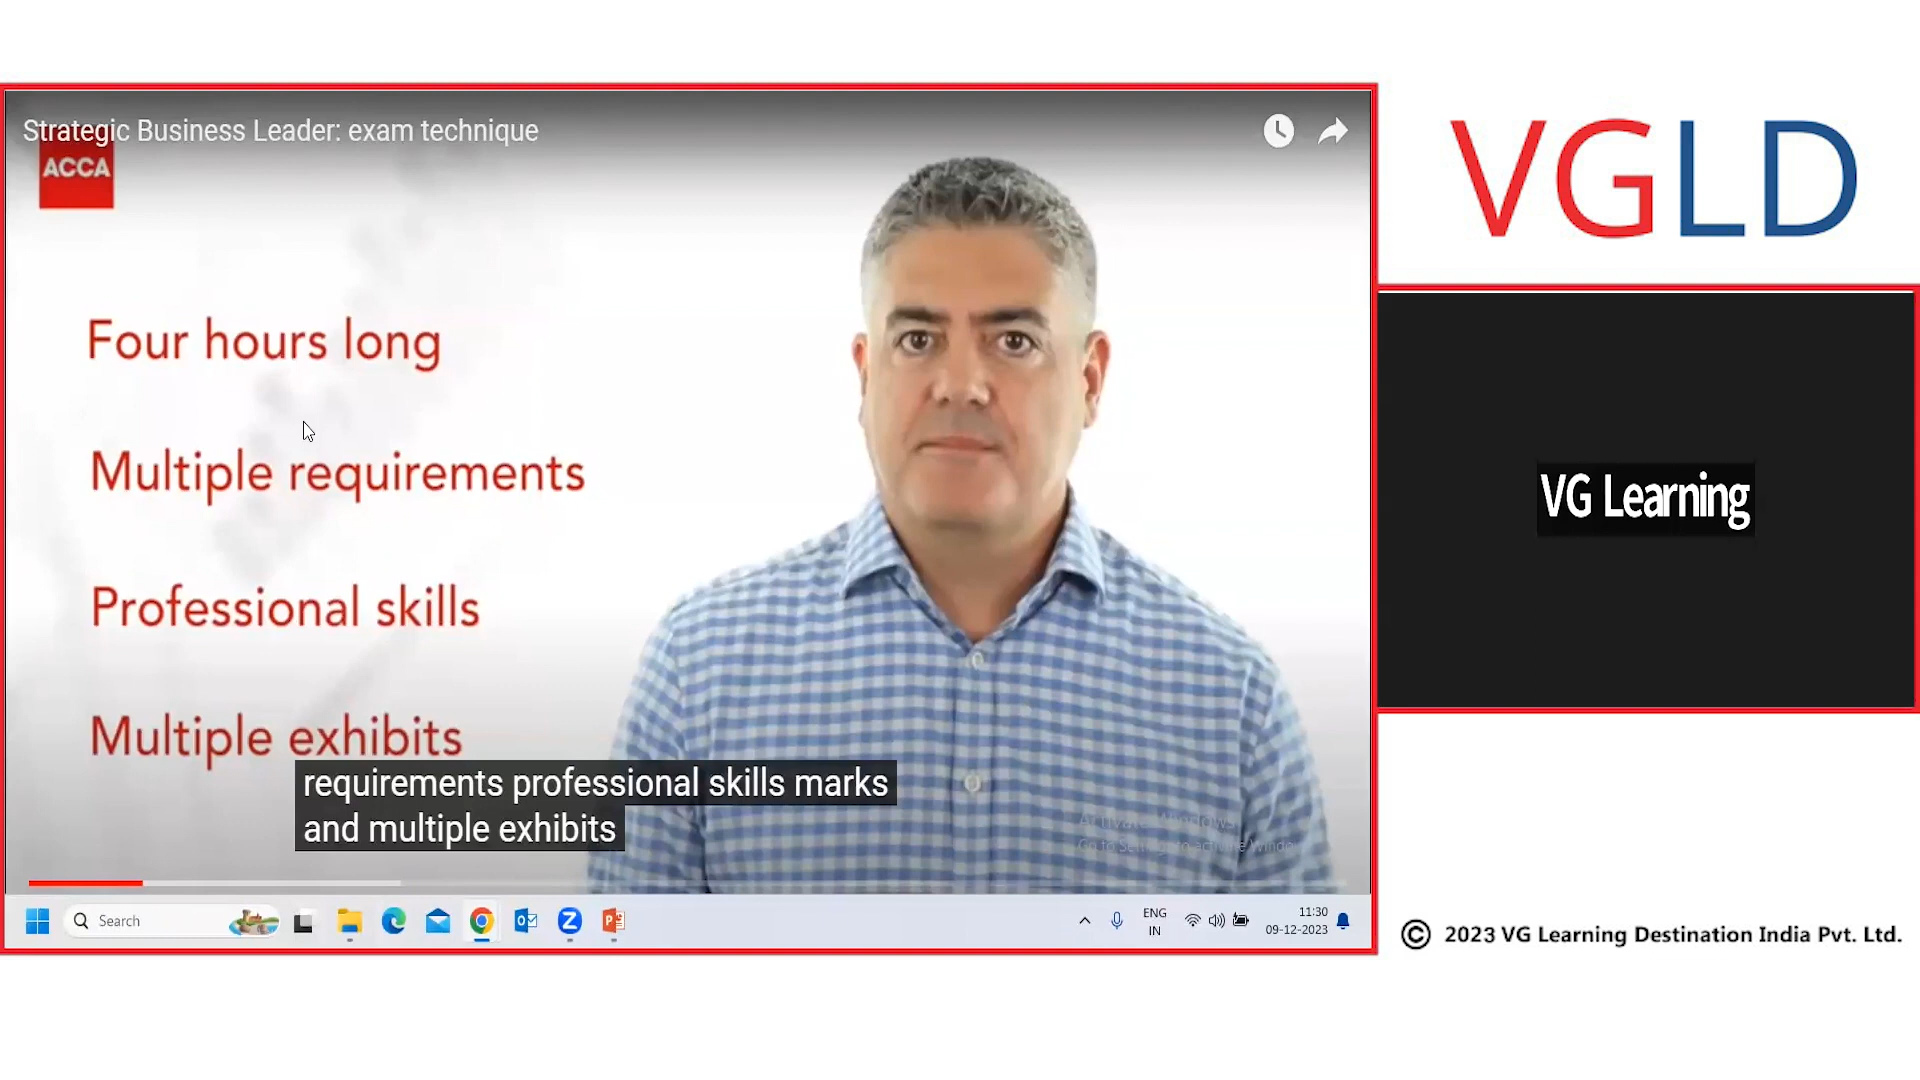 Strategic Business Leader: exam technique
ACCA
Four hours long
Multiple requirements
Professional skills
Multiple exhibits
requirements professional skills marks
and multiple exhibits
Activate Windows
Search
ENG
IN
11:30
09-12-2023
VGLD
VG Learning
© 2023 VG Learning Destination India Pvt. Ltd.